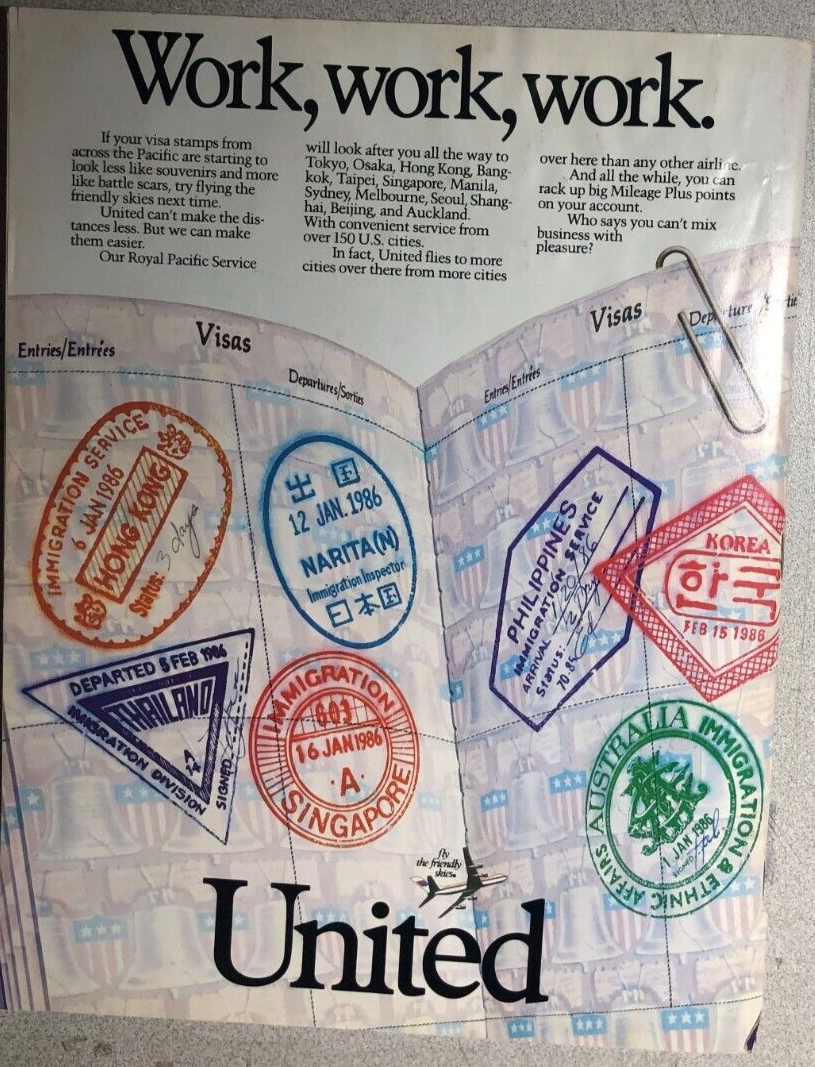 Work, work, work.
If your visa stamps from
across the Pacific are starting to
look less like souvenirs and more
like battle scars, try flying the
friendly skies next time.
United can't make the dis-
tances less. But we can make
them easier.
Our Royal Pacific Service
will look after you all the way to
Tokyo, Osaka, Hong Kong, Bang-
kok, Taipei, Singapore, Manila,
Sydney, Melbourne, Seoul, Shang-
hai, Beijing, and Auckland.
With convenient service from
over 150 U.S. cities.
In fact, United flies to more
cities over there from more cities
over here than any other airline.
And all the while, you can
rack up big Mileage Plus points
on your account.
Who says you can't mix
business with
pleasure?
Entries/Entrées
Visas
Departures/Sorties
Entries/Entrées
Visas
Departure
IMMIGRATION SERVICE
6 JAN 1986
HONG KONG
Status: 3 days
出国
12 JAN. 1986
NARITA(N)
Immigration Inspector
日本国
PHILIPPINES
IMMIGRATION SERVICE
ARRIVAL
Status:
KOREA
한국
FEB 15 1986
DEPARTED 5 FEB 1986
THAILAND
IMMIGRATION DIVISION
SIGNED
IMMIGRATION
603
16 JAN 1986
·A·
SINGAPORE
AUSTRALIA IMMIGRATION & ETHNIC AFFAIRS
1 JAN 1986
SIGNED
fly
the friendly
skies.
United